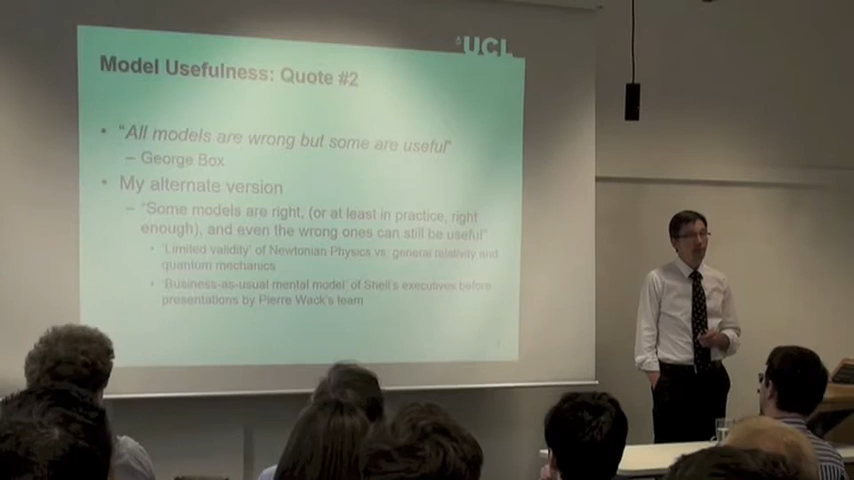 UCL
Model Usefulness: Quote #2
• "All models are wrong but some are useful"
– George Box
• My alternate version
– "Some models are right, (or at least in practice, right
enough), and even the wrong ones can still be useful"
• 'Limited validity' of Newtonian Physics vs. general relativity and
quantum mechanics
• 'Business-as-usual mental model' of Shell's executives before
presentations by Pierre Wack's team